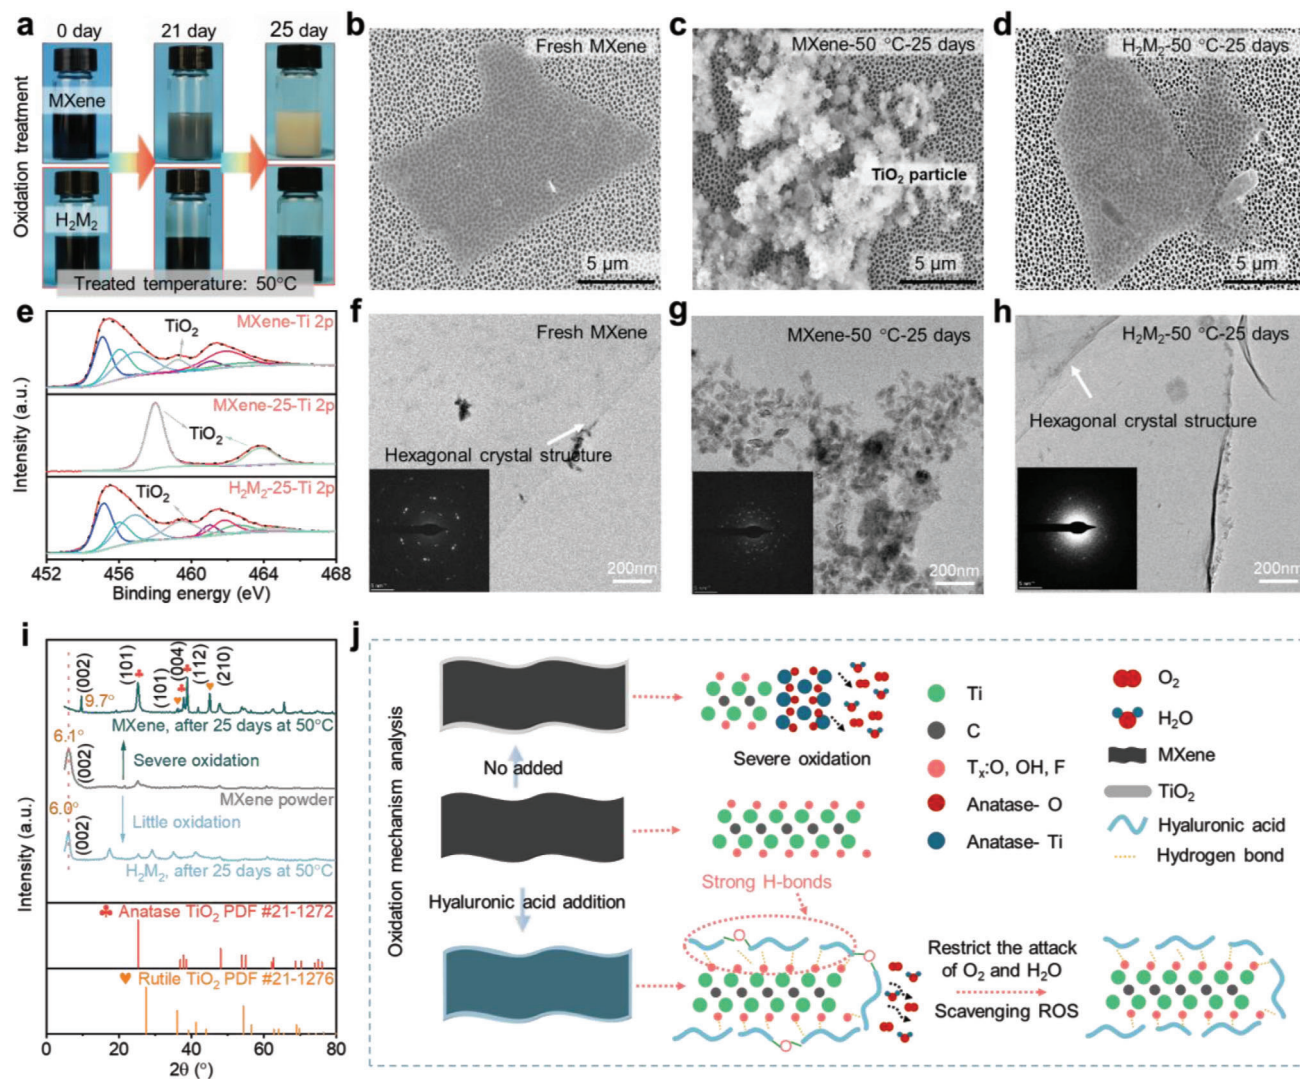 a
0 day
21 day
25 day
Oxidation treatment
MXene
H₂M₂
Treated temperature: 50°C
b
Fresh MXene
5 μm
c
MXene-50 °C-25 days
TiO₂ particle
5 μm
d
H₂M₂-50 °C-25 days
5 μm
e
Intensity (a.u.)
TiO₂
MXene-Ti 2p
MXene-25-Ti 2p
TiO₂
TiO₂
H₂M₂-25-Ti 2p
452 456 460 464 468
Binding energy (eV)
f
Fresh MXene
Hexagonal crystal structure
200nm
g
MXene-50 °C-25 days
200nm
h
H₂M₂-50 °C-25 days
Hexagonal crystal structure
200nm
i
Intensity (a.u.)
(002)
(101)
(101)
(004)
(112)
(210)
9.7°
MXene, after 25 days at 50°C
6.1°
(002)
Severe oxidation
MXene powder
6.0°
(002)
Little oxidation
H₂M₂, after 25 days at 50°C
♣ Anatase TiO₂ PDF #21-1272
♥ Rutile TiO₂ PDF #21-1276
0 20 40 60 80
2θ (°)
j
Oxidation mechanism analysis
No added
Hyaluronic acid addition
Severe oxidation
Strong H-bonds
Restrict the attack
of O₂ and H₂O
Scavenging ROS
Ti
C
Tₓ:O, OH, F
Anatase- O
Anatase- Ti
O₂
H₂O
MXene
TiO₂
Hyaluronic acid
Hydrogen bond